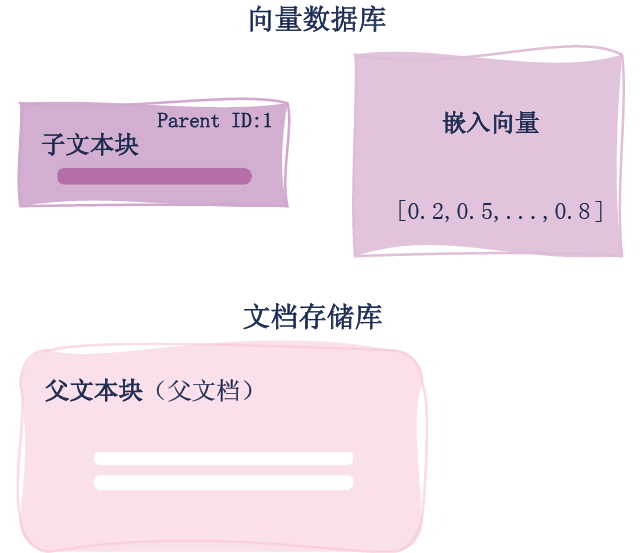 向量数据库
Parent ID:1
子文本块
嵌入向量
[0.2,0.5,...,0.8]
文档存储库
父文本块（父文档）